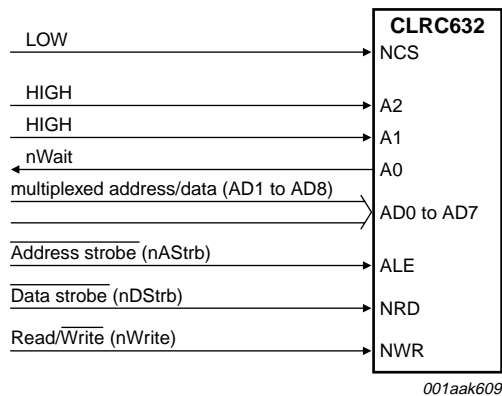 CLRC632
LOW
NCS
HIGH
A2
HIGH
A1
nWait
A0
multiplexed address/data (AD1 to AD8)
AD0 to AD7
Address strobe (nAStrb)
ALE
Data strobe (nDStrb)
NRD
Read/Write (nWrite)
NWR
001aak609